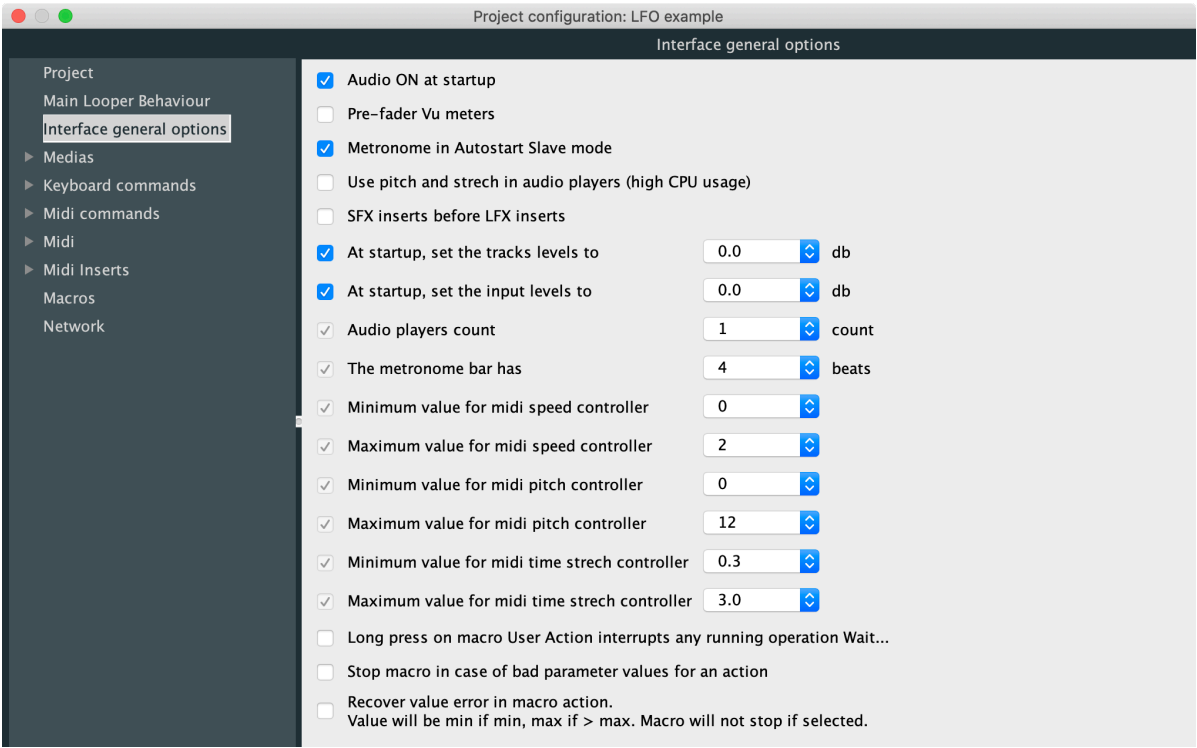 Project configuration: LFO example
Interface general options
Project
Main Looper Behaviour
Interface general options
Medias
Keyboard commands
Midi commands
Midi
Midi Inserts
Macros
Network
Audio ON at startup
Pre-fader Vu meters
Metronome in Autostart Slave mode
Use pitch and strech in audio players (high CPU usage)
SFX inserts before LFX inserts
At startup, set the tracks levels to 0.0 db
At startup, set the input levels to 0.0 db
Audio players count 1 count
The metronome bar has 4 beats
Minimum value for midi speed controller 0
Maximum value for midi speed controller 2
Minimum value for midi pitch controller 0
Maximum value for midi pitch controller 12
Minimum value for midi time strech controller 0.3
Maximum value for midi time strech controller 3.0
Long press on macro User Action interrupts any running operation Wait...
Stop macro in case of bad parameter values for an action
Recover value error in macro action.
Value will be min if min, max if > max. Macro will not stop if selected.